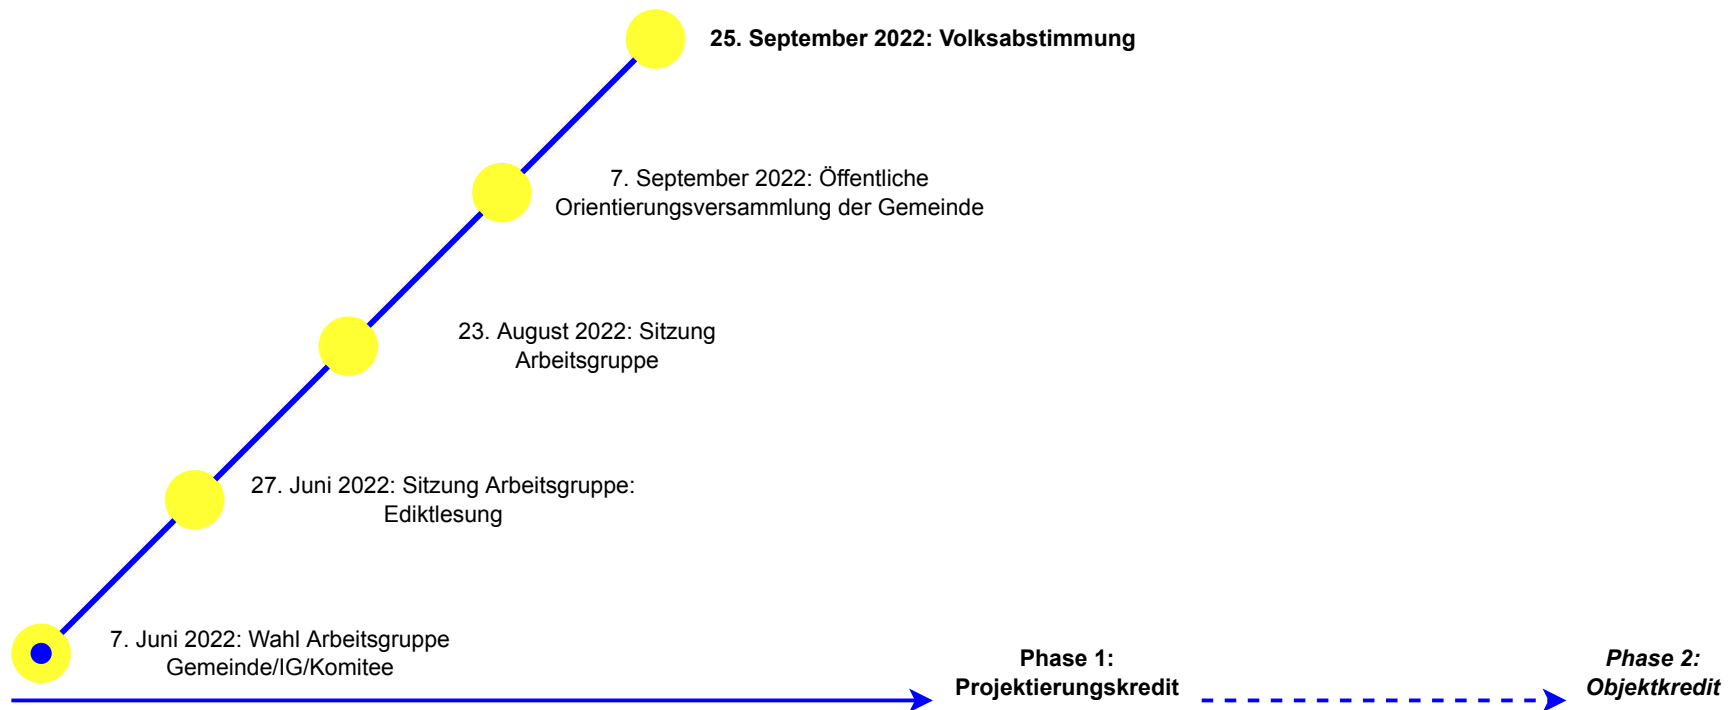 25. September 2022: Volksabstimmung
7. September 2022: Öffentliche
Orientierungsversammlung der Gemeinde
23. August 2022: Sitzung
Arbeitsgruppe
27. Juni 2022: Sitzung Arbeitsgruppe:
Ediktlesung
7. Juni 2022: Wahl Arbeitsgruppe
Gemeinde/IG/Komitee
Phase 1:
Projektierungskredit
Phase 2:
Objektkredit